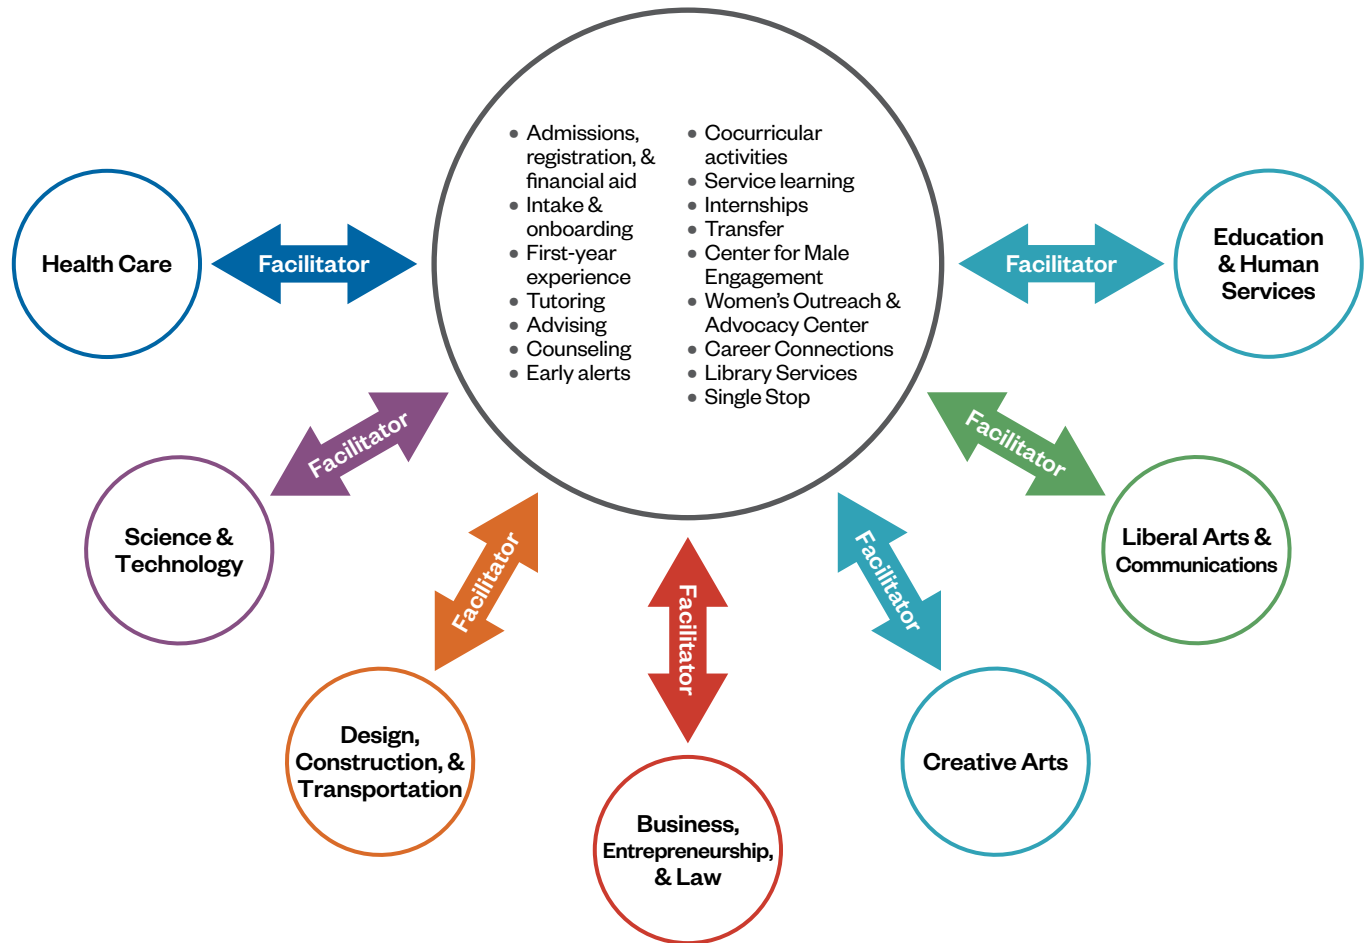 Admissions,
registration, &
financial aid
Intake &
onboarding
First-year
experience
Tutoring
Advising
Counseling
Early alerts
Cocurricular
activities
Service learning
Internships
Transfer
Center for Male
Engagement
Women’s Outreach &
Advocacy Center
Career Connections
Library Services
Single Stop
Health Care
Facilitator
Facilitator
Education
& Human
Services
Facilitator
Facilitator
Science &
Technology
Liberal Arts &
Communications
Facilitator
Facilitator
Facilitator
Design,
Construction, &
Transportation
Creative Arts
Business,
Entrepreneurship,
& Law